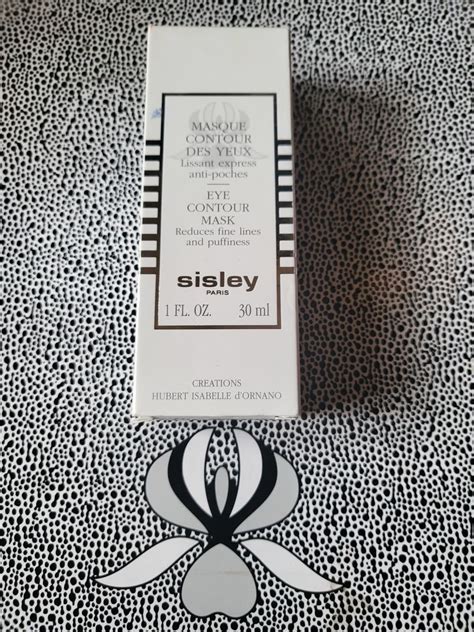 MASQUE
CONTOUR
DES YEUX
Lissant express
anti-poches
EYE
CONTOUR
MASK
Reduces fine lines
and puffiness
sisley
PARIS
1 FL. OZ. 30 ml
CREATIONS
HUBERT ISABELLE d'ORNANO